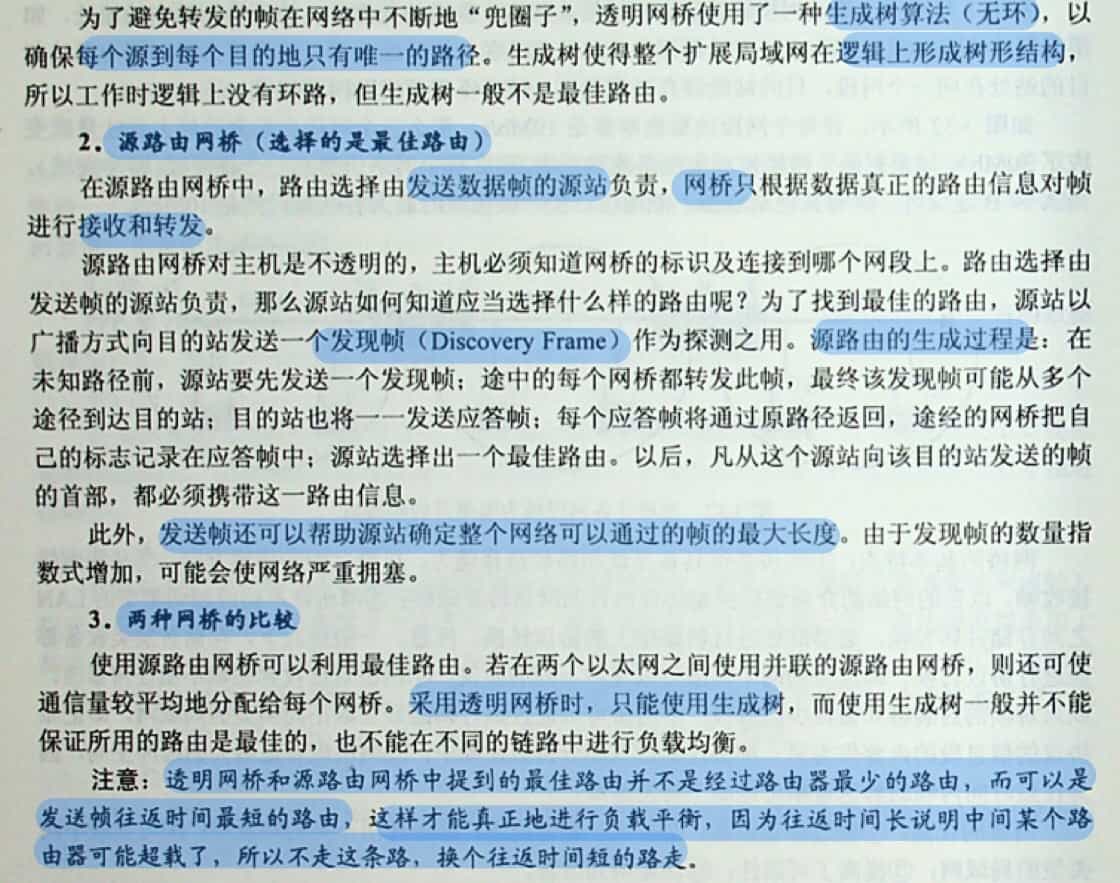 为了避免转发的帧在网络中不断地“兜圈子”，透明网桥使用了一种生成树算法（无环），以
确保每个源到每个目的地只有唯一的路径。生成树使得整个扩展局域网在逻辑上形成树形结构，
所以工作时逻辑上没有环路，但生成树一般不是最佳路由。
2．源路由网桥（选择的是最佳路由）
在源路由网桥中，路由选择由发送数据帧的源站负责，网桥只根据数据真正的路由信息对帧
进行接收和转发。
源路由网桥对主机是不透明的，主机必须知道网桥的标识及连接到哪个网段上。路由选择由
发送帧的源站负责，那么源站如何知道应当选择什么样的路由呢？为了找到最佳的路由，源站以
广播方式向目的站发送一个发现帧（Discovery Frame）作为探测之用。源路由的生成过程是：在
未知路径前，源站要先发送一个发现帧；途中的每个网桥都转发此帧，最终该发现帧可能从多个
途径到达目的站；目的站也将一一发送应答帧；每个应答帧将通过原路径返回，途经的网桥把自
己的标志记录在应答帧中；源站选择出一个最佳路由。以后，凡从这个源站向该目的站发送的帧
的首部，都必须携带这一路由信息。
此外，发送帧还可以帮助源站确定整个网络可以通过的帧的最大长度。由于发现帧的数量指
数式增加，可能会使网络严重拥塞。
3．两种网桥的比较
使用源路由网桥可以利用最佳路由。若在两个以太网之间使用并联的源路由网桥，则还可使
通信量较平均地分配给每个网桥。采用透明网桥时，只能使用生成树，而使用生成树一般并不能
保证所用的路由是最佳的，也不能在不同的链路中进行负载均衡。
注意：透明网桥和源路由网桥中提到的最佳路由并不是经过路由器最少的路由，而可以是
发送帧往返时间最短的路由，这样才能真正地进行负载平衡，因为往返时间长说明中间某个路
由器可能超载了，所以不走这条路，换个往返时间短的路走。